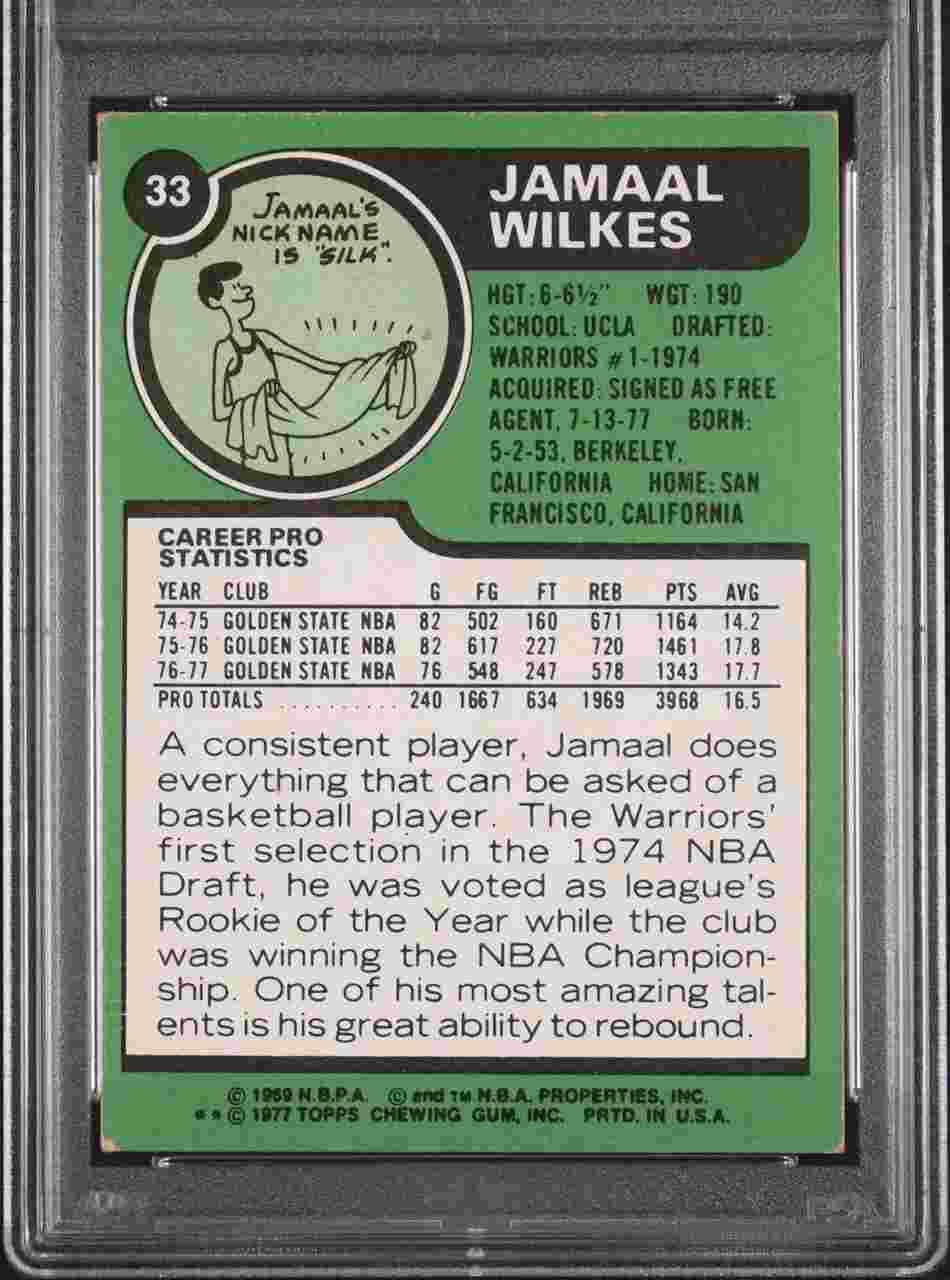 33
JAMAAL'S
NICKNAME
IS "SILK".
JAMAAL
WILKES
HGT: 6-6½" WGT: 190
SCHOOL: UCLA DRAFTED:
WARRIORS #1-1974
ACQUIRED: SIGNED AS FREE
AGENT, 7-13-77 BORN:
5-2-53, BERKELEY,
CALIFORNIA HOME: SAN
FRANCISCO, CALIFORNIA
CAREER PRO
STATISTICS
YEAR CLUB G FG FT REB PTS AVG
74-75 GOLDEN STATE NBA 82 502 160 671 1164 14.2
75-76 GOLDEN STATE NBA 82 617 227 720 1461 17.8
76-77 GOLDEN STATE NBA 76 548 247 578 1343 17.7
PRO TOTALS .......... 240 1667 634 1969 3968 16.5
A consistent player, Jamaal does
everything that can be asked of a
basketball player. The Warriors'
first selection in the 1974 NBA
Draft, he was voted as league's
Rookie of the Year while the club
was winning the NBA Champion-
ship. One of his most amazing tal-
ents is his great ability to rebound.
© 1969 N.B.P.A. © and TM N.B.A. PROPERTIES, INC.
* * © 1977 TOPPS CHEWING GUM, INC. PRTD. IN U.S.A.